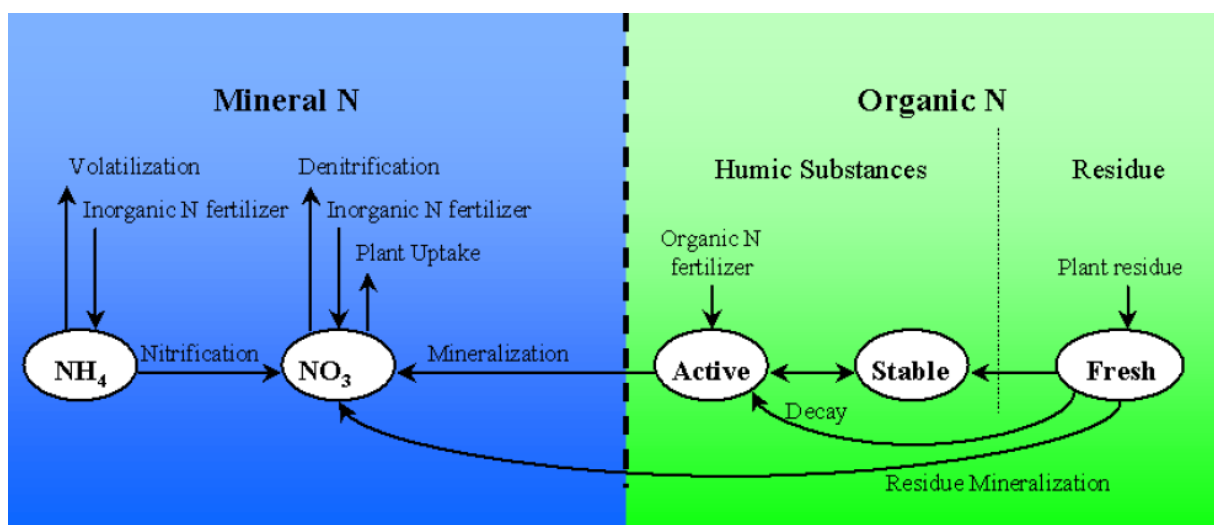 Mineral N
Organic N
Volatilization
Denitrification
Humic Substances
Residue
Inorganic N fertilizer
Inorganic N fertilizer
Plant Uptake
Organic N
fertilizer
Plant residue
NH4
Nitrification
NO3
Mineralization
Active
Stable
Fresh
Decay
Residue Mineralization